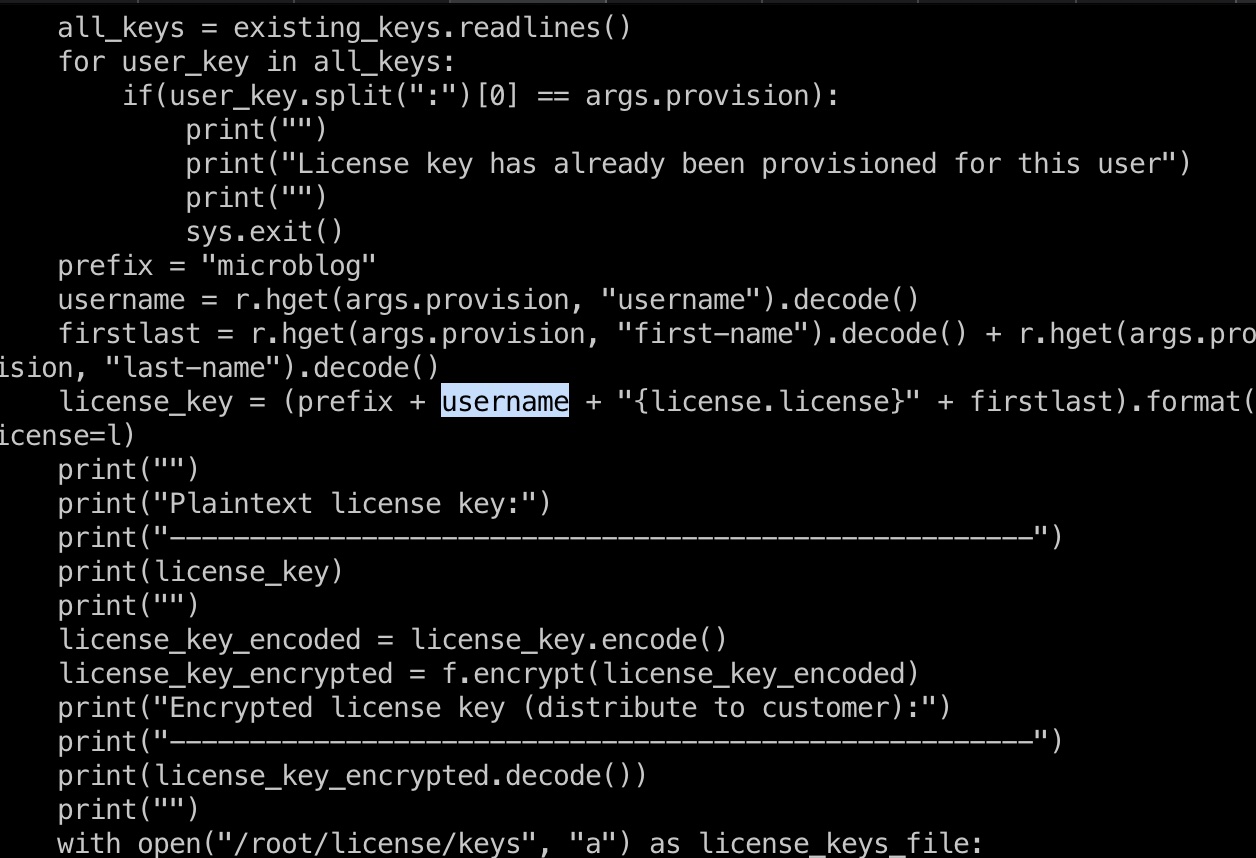 all_keys = existing_keys.readlines()
    for user_key in all_keys:
        if(user_key.split(":")[0] == args.provision):
            print("")
            print("License key has already been provisioned for this user")
            print("")
            sys.exit()
    prefix = "microblog"
    username = r.hget(args.provision, "username").decode()
    firstlast = r.hget(args.provision, "first-name").decode() + r.hget(args.pro
ision, "last-name").decode()
    license_key = (prefix + username + "{license.license}" + firstlast).format(
icense=l)
    print("")
    print("Plaintext license key:")
    print("------------------------------------------------------")
    print(license_key)
    print("")
    license_key_encoded = license_key.encode()
    license_key_encrypted = f.encrypt(license_key_encoded)
    print("Encrypted license key (distribute to customer):")
    print("------------------------------------------------------")
    print(license_key_encrypted.decode())
    print("")
    with open("/root/license/keys", "a") as license_keys_file: